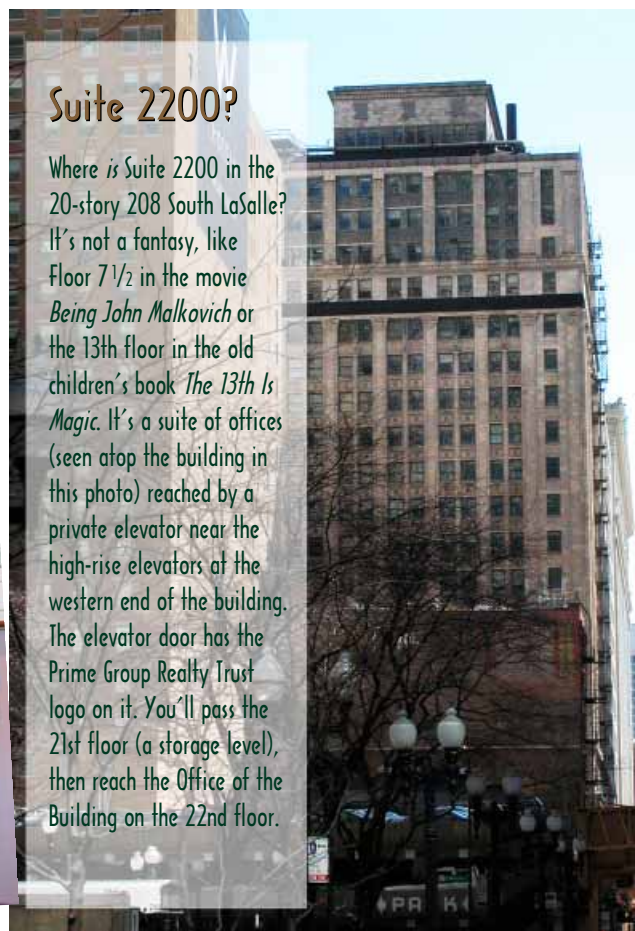 Suite 2200?
Where is Suite 2200 in the
20-story 208 South LaSalle?
It's not a fantasy, like
Floor 7 1/2 in the movie
Being John Malkovich or
the 13th floor in the old
children's book The 13th Is
Magic. It's a suite of offices
(seen atop the building in
this photo) reached by a
private elevator near the
high-rise elevators at the
western end of the building.
The elevator door has the
Prime Group Realty Trust
logo on it. You'll pass the
21st floor (a storage level),
then reach the Office of the
Building on the 22nd floor.
W